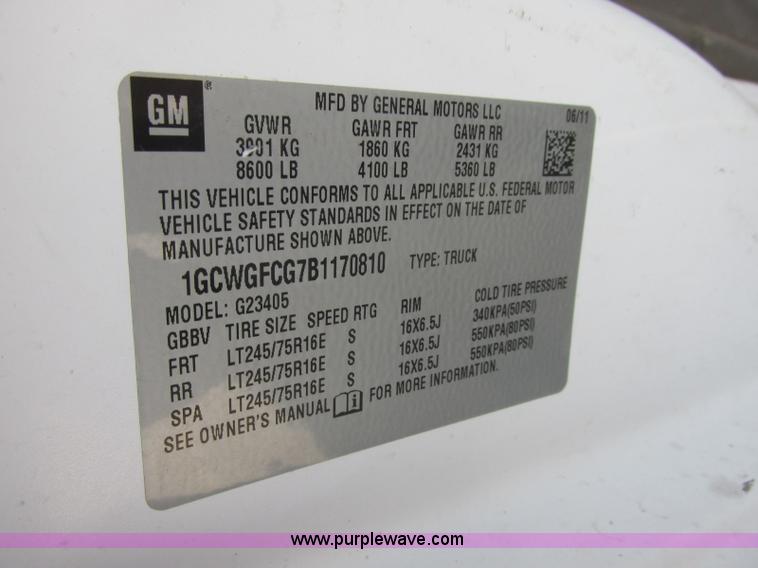 GM®
MFD BY GENERAL MOTORS LLC 06/11
GVWR GAWR FRT GAWR RR
3901 KG 1860 KG 2431 KG
8600 LB 4100 LB 5360 LB
THIS VEHICLE CONFORMS TO ALL APPLICABLE U.S. FEDERAL MOTOR
VEHICLE SAFETY STANDARDS IN EFFECT ON THE DATE OF
MANUFACTURE SHOWN ABOVE.
1GCWGFCG7B1170810 TYPE: TRUCK
MODEL: G23405
GBBV TIRE SIZE SPEED RTG RIM COLD TIRE PRESSURE
FRT LT245/75R16E S 16X6.5J 340KPA(50PSI)
RR LT245/75R16E S 16X6.5J 550KPA(80PSI)
SPA LT245/75R16E S 16X6.5J 550KPA(80PSI)
SEE OWNER'S MANUAL i FOR MORE INFORMATION.
www.purplewave.com